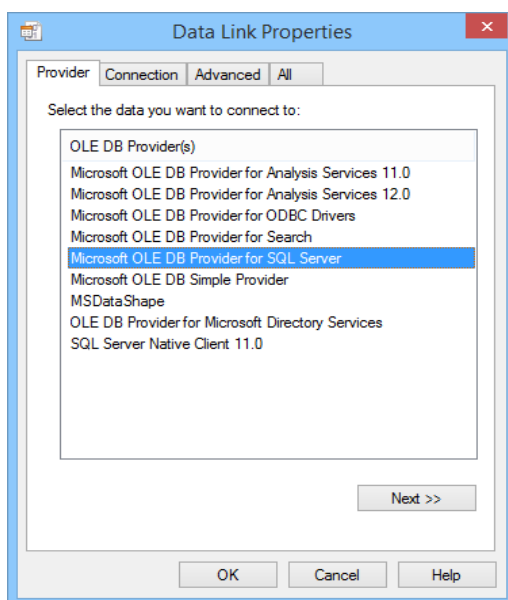 Data Link Properties
Provider Connection Advanced All
Select the data you want to connect to:
OLE DB Provider(s)
Microsoft OLE DB Provider for Analysis Services 11.0
Microsoft OLE DB Provider for Analysis Services 12.0
Microsoft OLE DB Provider for ODBC Drivers
Microsoft OLE DB Provider for Search
Microsoft OLE DB Provider for SQL Server
Microsoft OLE DB Simple Provider
MSDataShape
OLE DB Provider for Microsoft Directory Services
SQL Server Native Client 11.0
Next >>
OK Cancel Help